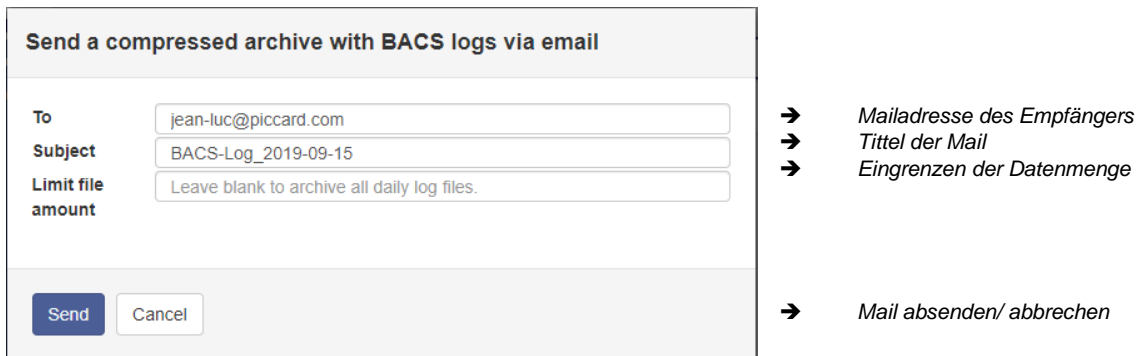 Send a compressed archive with BACS logs via email
To jean-luc@piccard.com ➔ Mailadresse des Empfängers
Subject BACS-Log_2019-09-15 ➔ Tittel der Mail
Limit file Leave blank to archive all daily log files. ➔ Eingrenzen der Datenmenge
amount
Send Cancel ➔ Mail absenden/ abbrechen